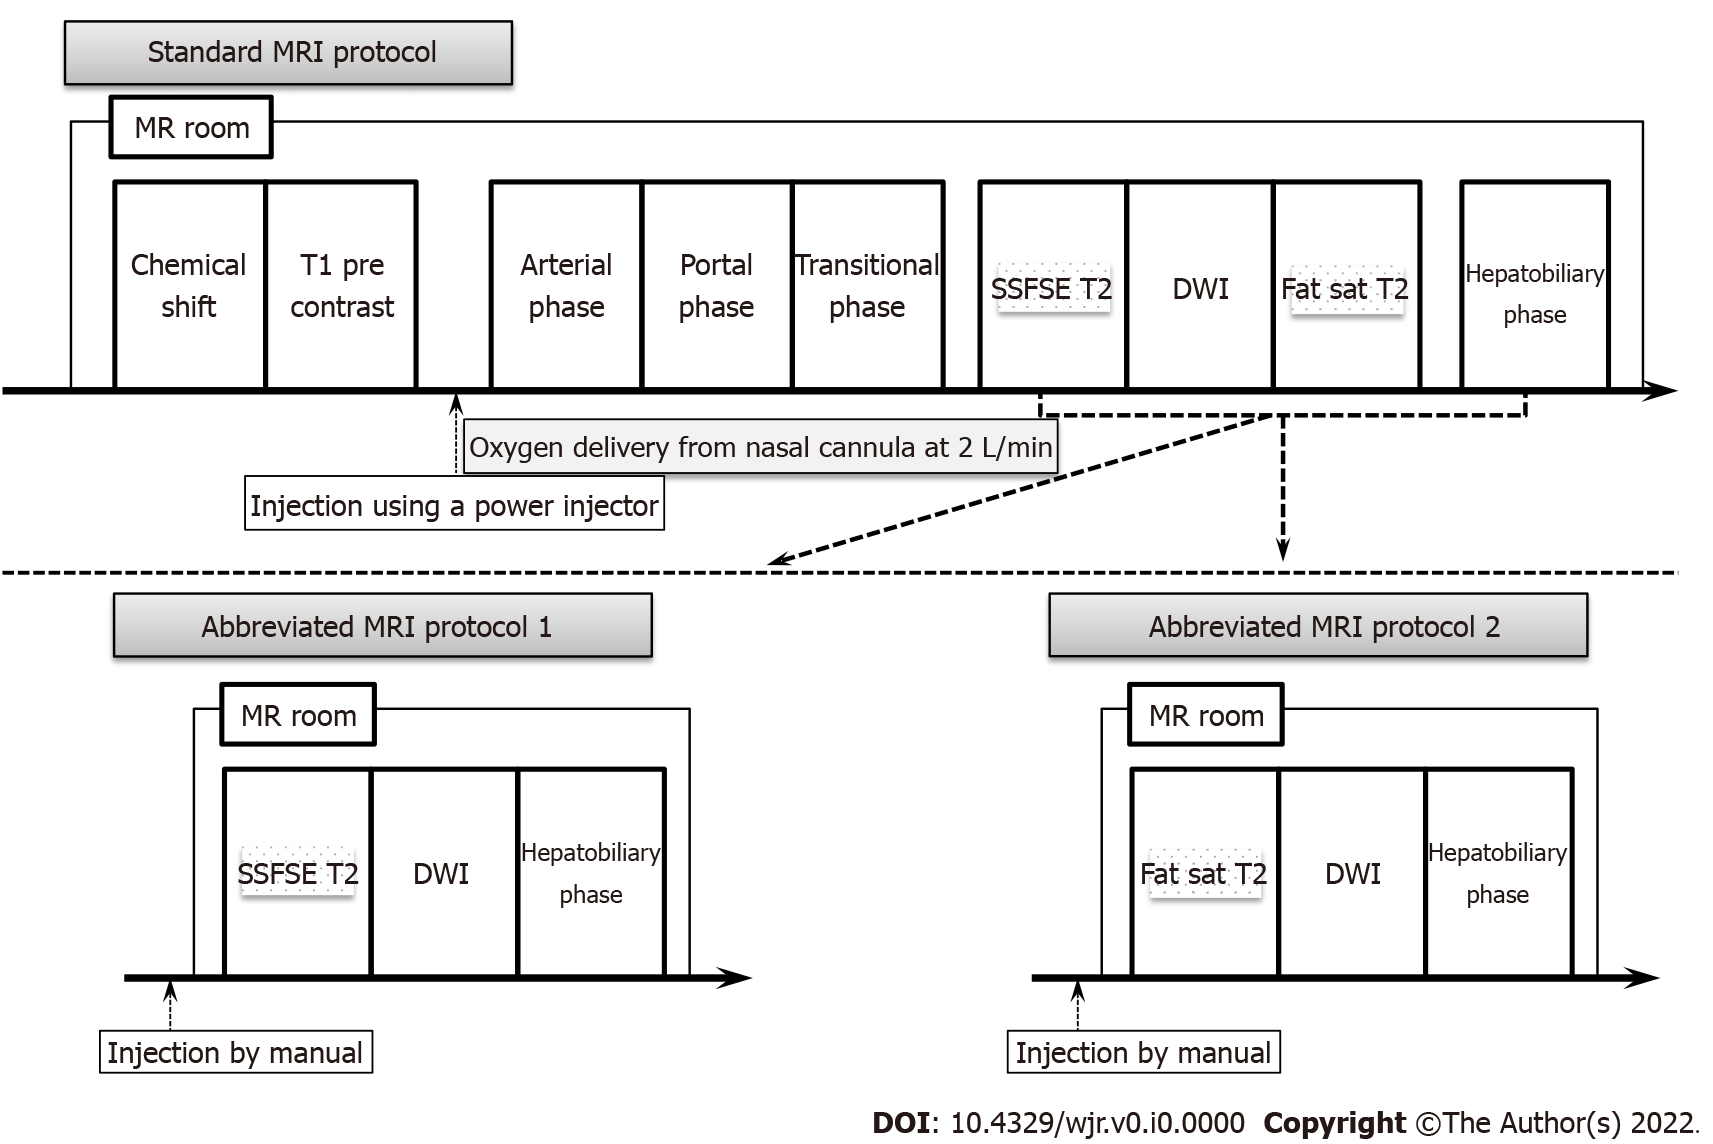 Standard MRI protocol
MR room
Chemical
shift
T1 pre
contrast
Arterial
phase
Portal
phase
Transitional
phase
SSFSE T2
DWI
Fat sat T2
Hepatobiliary
phase
Oxygen delivery from nasal cannula at 2 L/min
Injection using a power injector
Abbreviated MRI protocol 1
MR room
SSFSE T2
DWI
Hepatobiliary
phase
Injection by manual
Abbreviated MRI protocol 2
MR room
Fat sat T2
DWI
Hepatobiliary
phase
Injection by manual
DOI: 10.4329/wjr.v0.i0.0000 Copyright ©The Author(s) 2022.